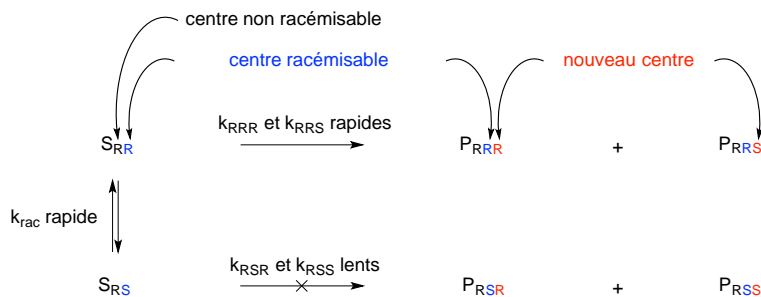 centre non racémisable
centre racémisable nouveau centre
k_RRR et k_RRS rapides
S_RR P_RRR + P_RRS
k_rac rapide
k_RSR et k_RSS lents
S_RS P_RSR + P_RSS